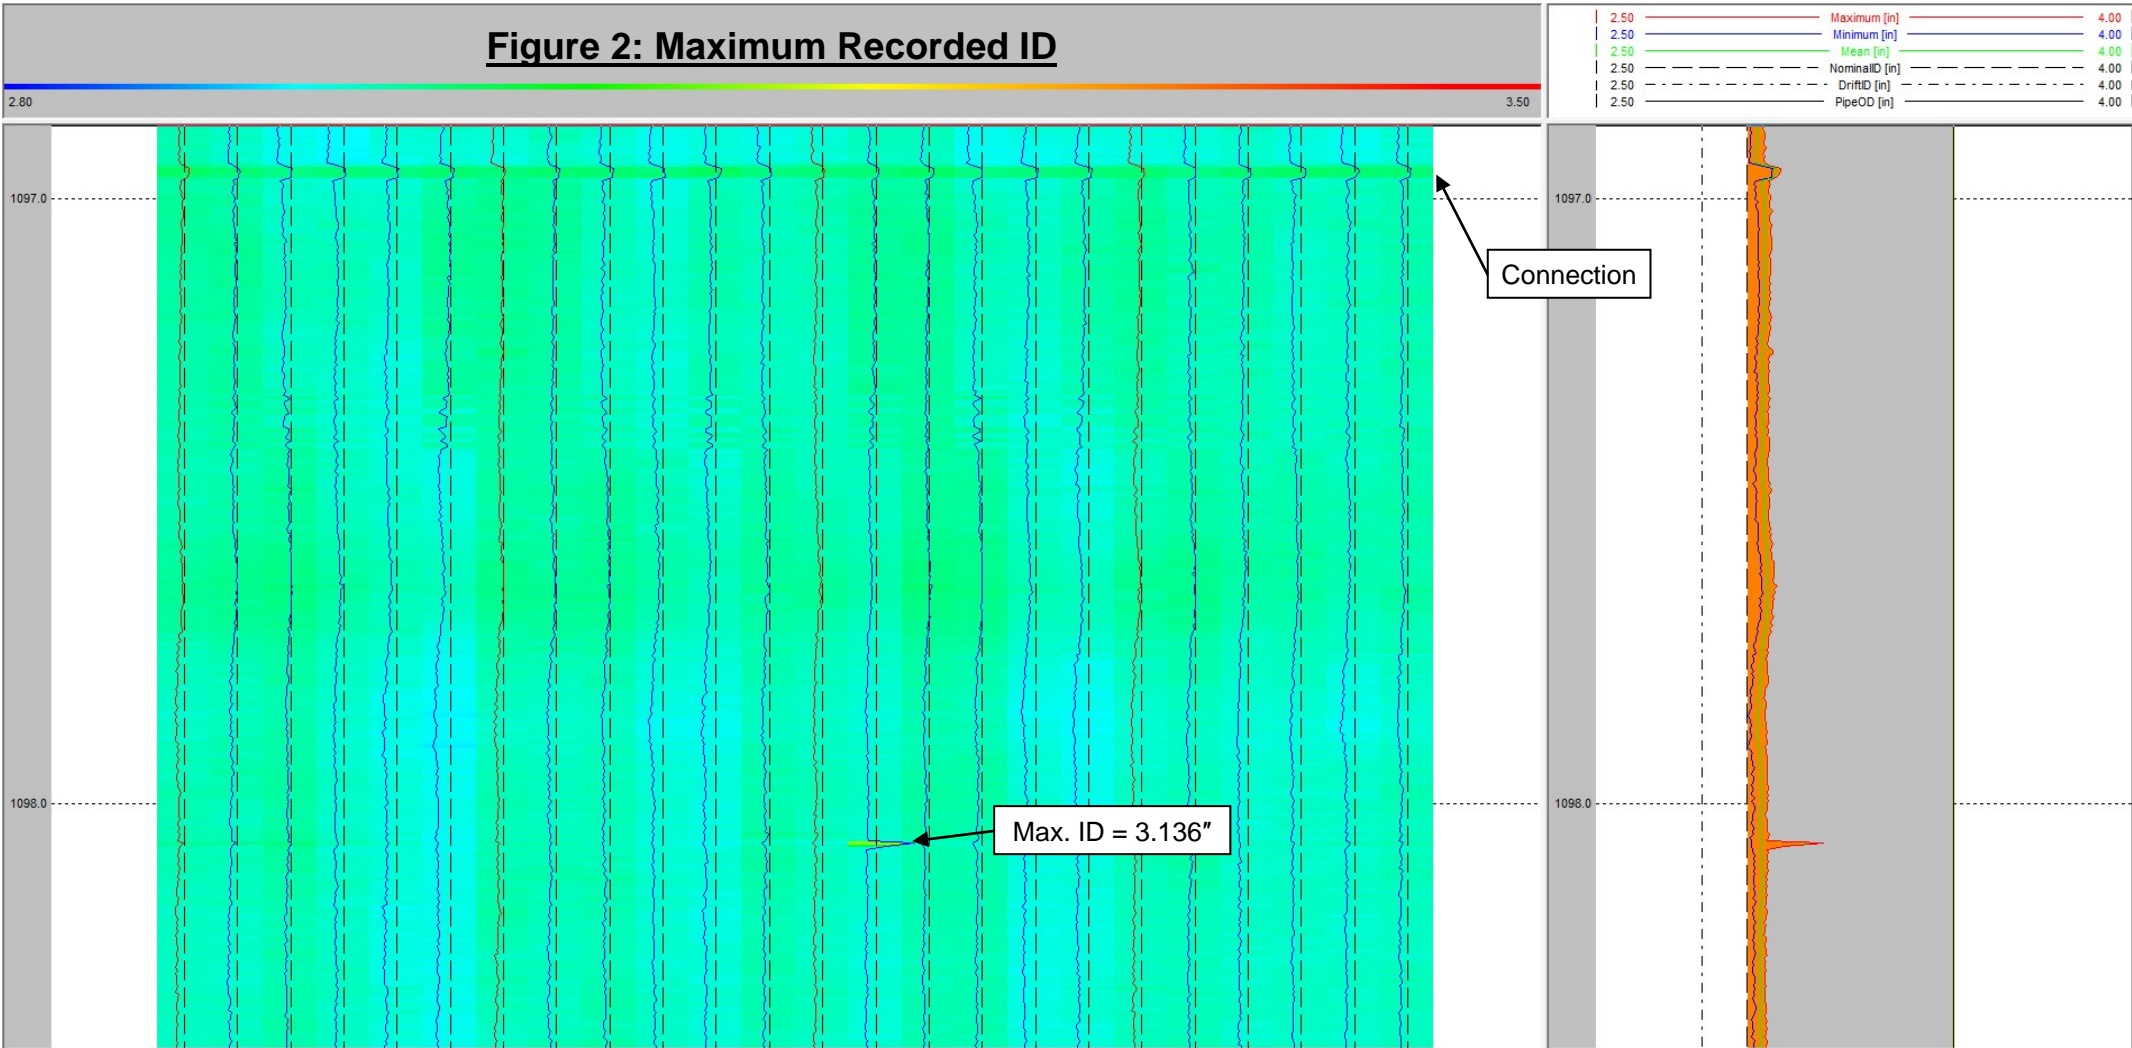 Figure 2: Maximum Recorded ID
2.80 3.50
2.50 Maximum [in] 4.00
2.50 Minimum [in] 4.00
2.50 Mean [in] 4.00
2.50 NominalID [in] 4.00
2.50 DriftID [in] 4.00
2.50 PipeOD [in] 4.00
1097.0 1097.0
Connection
1098.0 1098.0
Max. ID = 3.136″